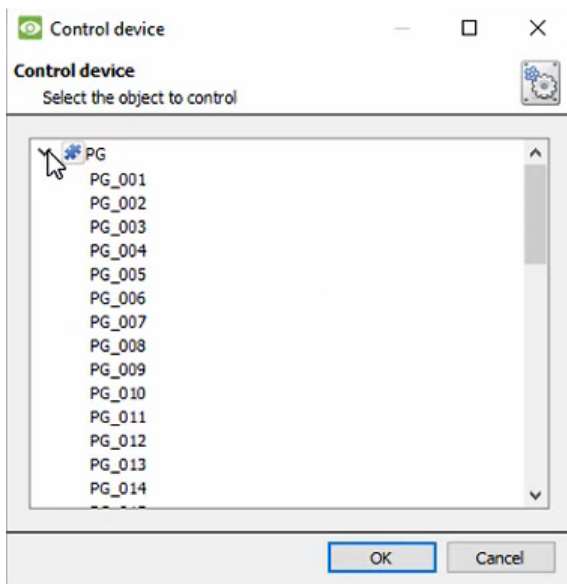 Control device
Control device
Select the object to control
PG
PG_001
PG_002
PG_003
PG_004
PG_005
PG_006
PG_007
PG_008
PG_009
PG_010
PG_011
PG_012
PG_013
PG_014
OK
Cancel